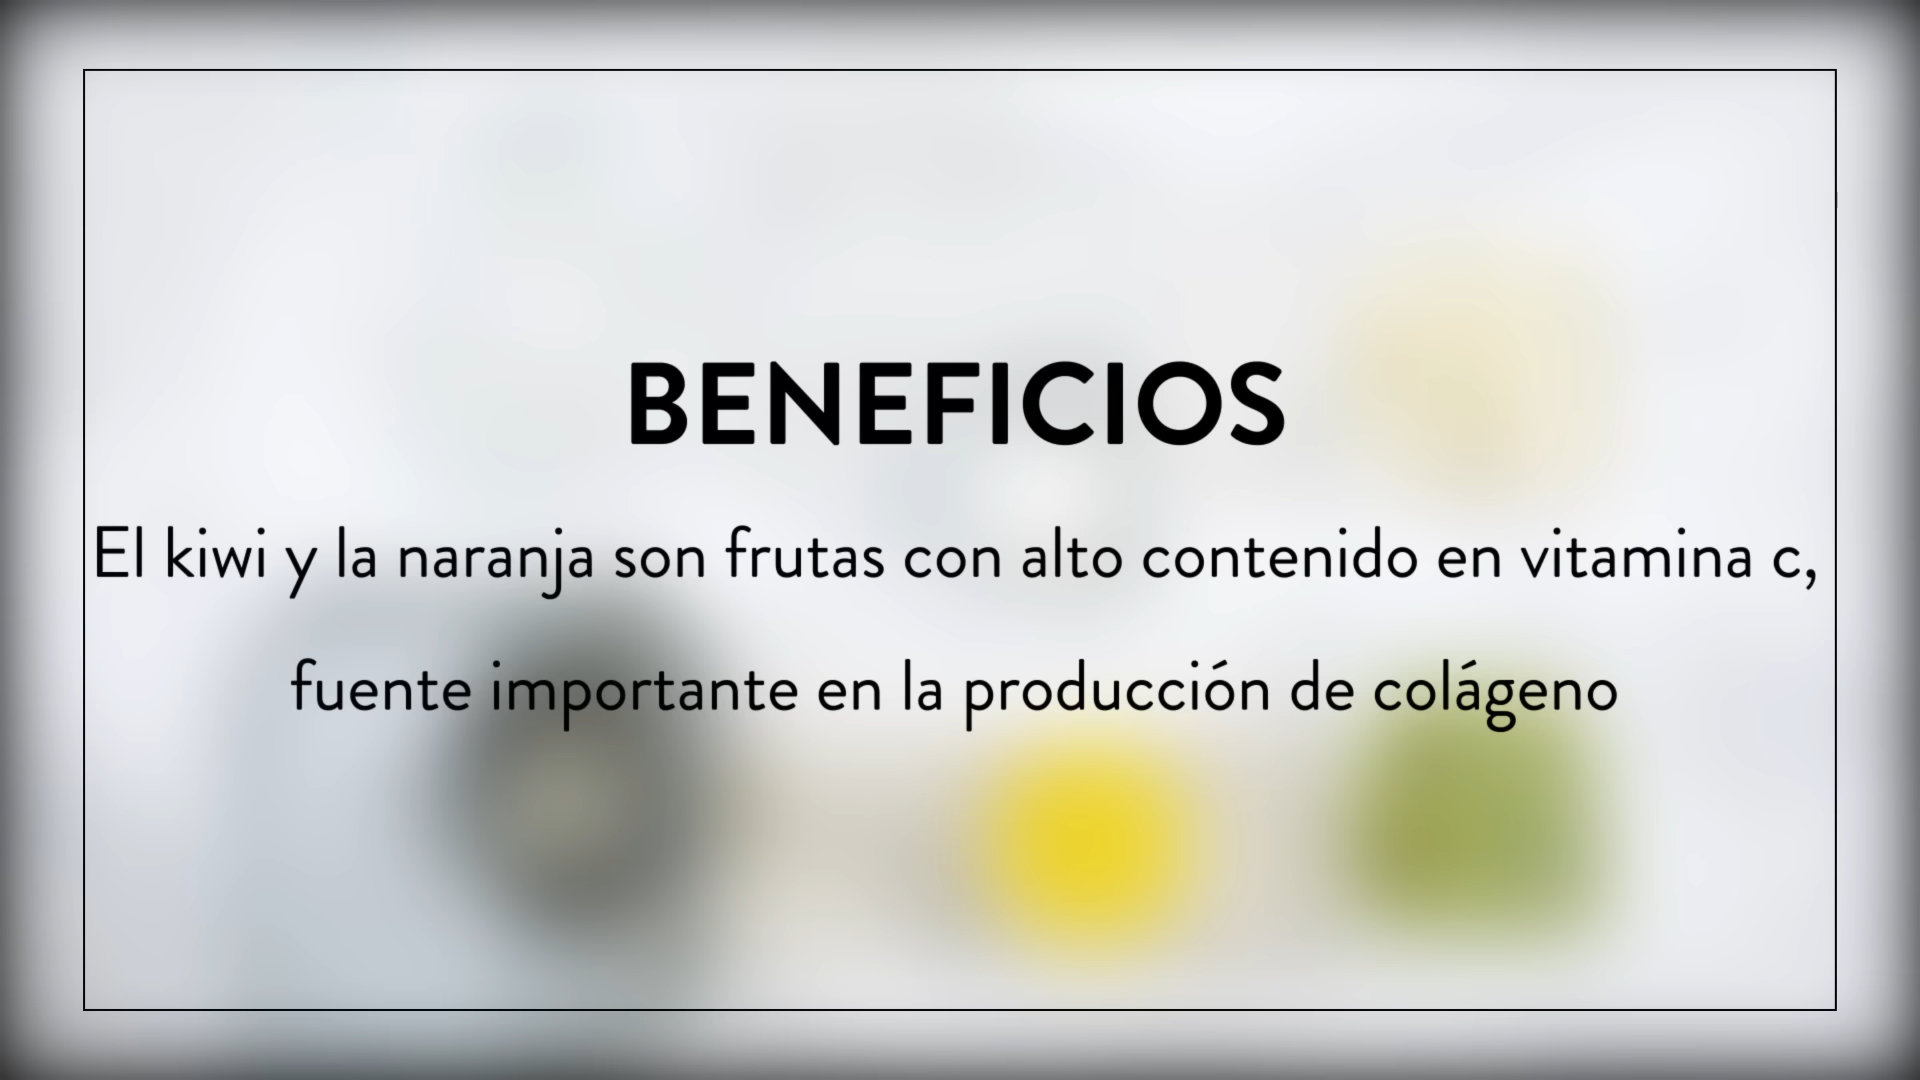 BENEFICIOS
El kiwi y la naranja son frutas con alto contenido en vitamina c,
fuente importante en la producción de colágeno